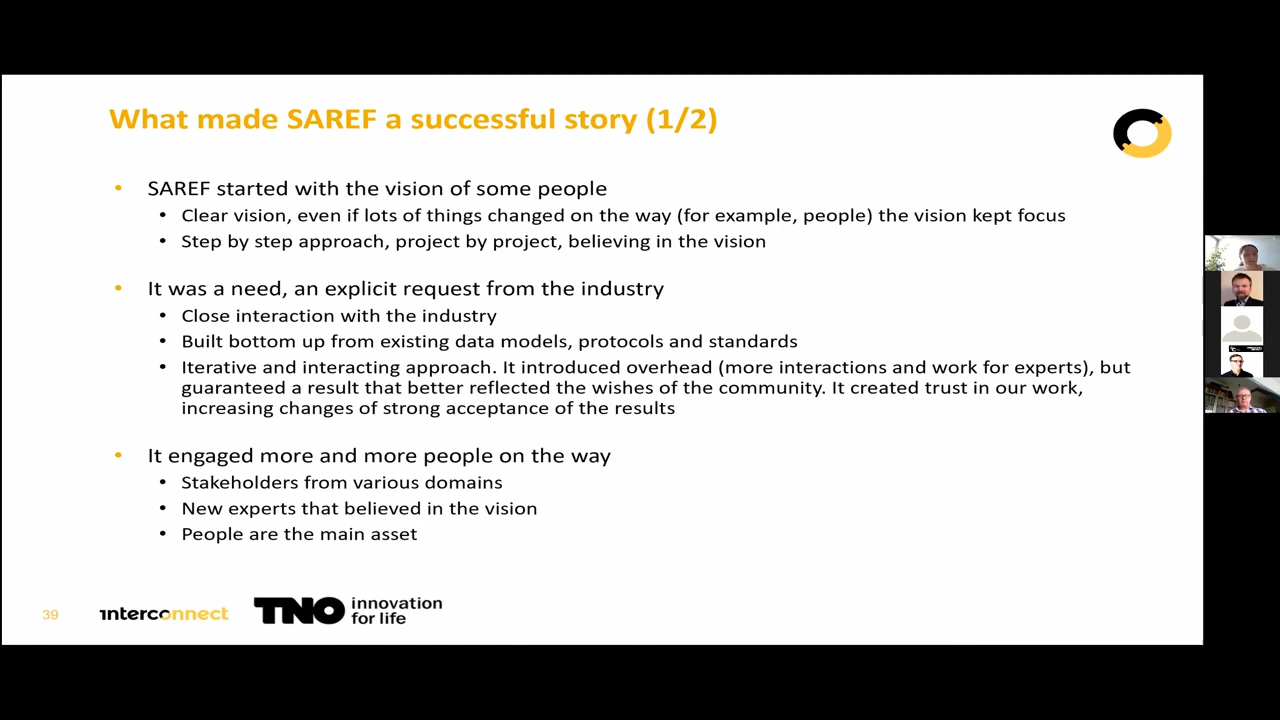 What made SAREF a successful story (1/2)
• SAREF started with the vision of some people
• Clear vision, even if lots of things changed on the way (for example, people) the vision kept focus
• Step by step approach, project by project, believing in the vision
• It was a need, an explicit request from the industry
• Close interaction with the industry
• Built bottom up from existing data models, protocols and standards
• Iterative and interacting approach. It introduced overhead (more interactions and work for experts), but
guaranteed a result that better reflected the wishes of the community. It created trust in our work,
increasing changes of strong acceptance of the results
• It engaged more and more people on the way
• Stakeholders from various domains
• New experts that believed in the vision
• People are the main asset
39
interconnect
TNO innovation
for life